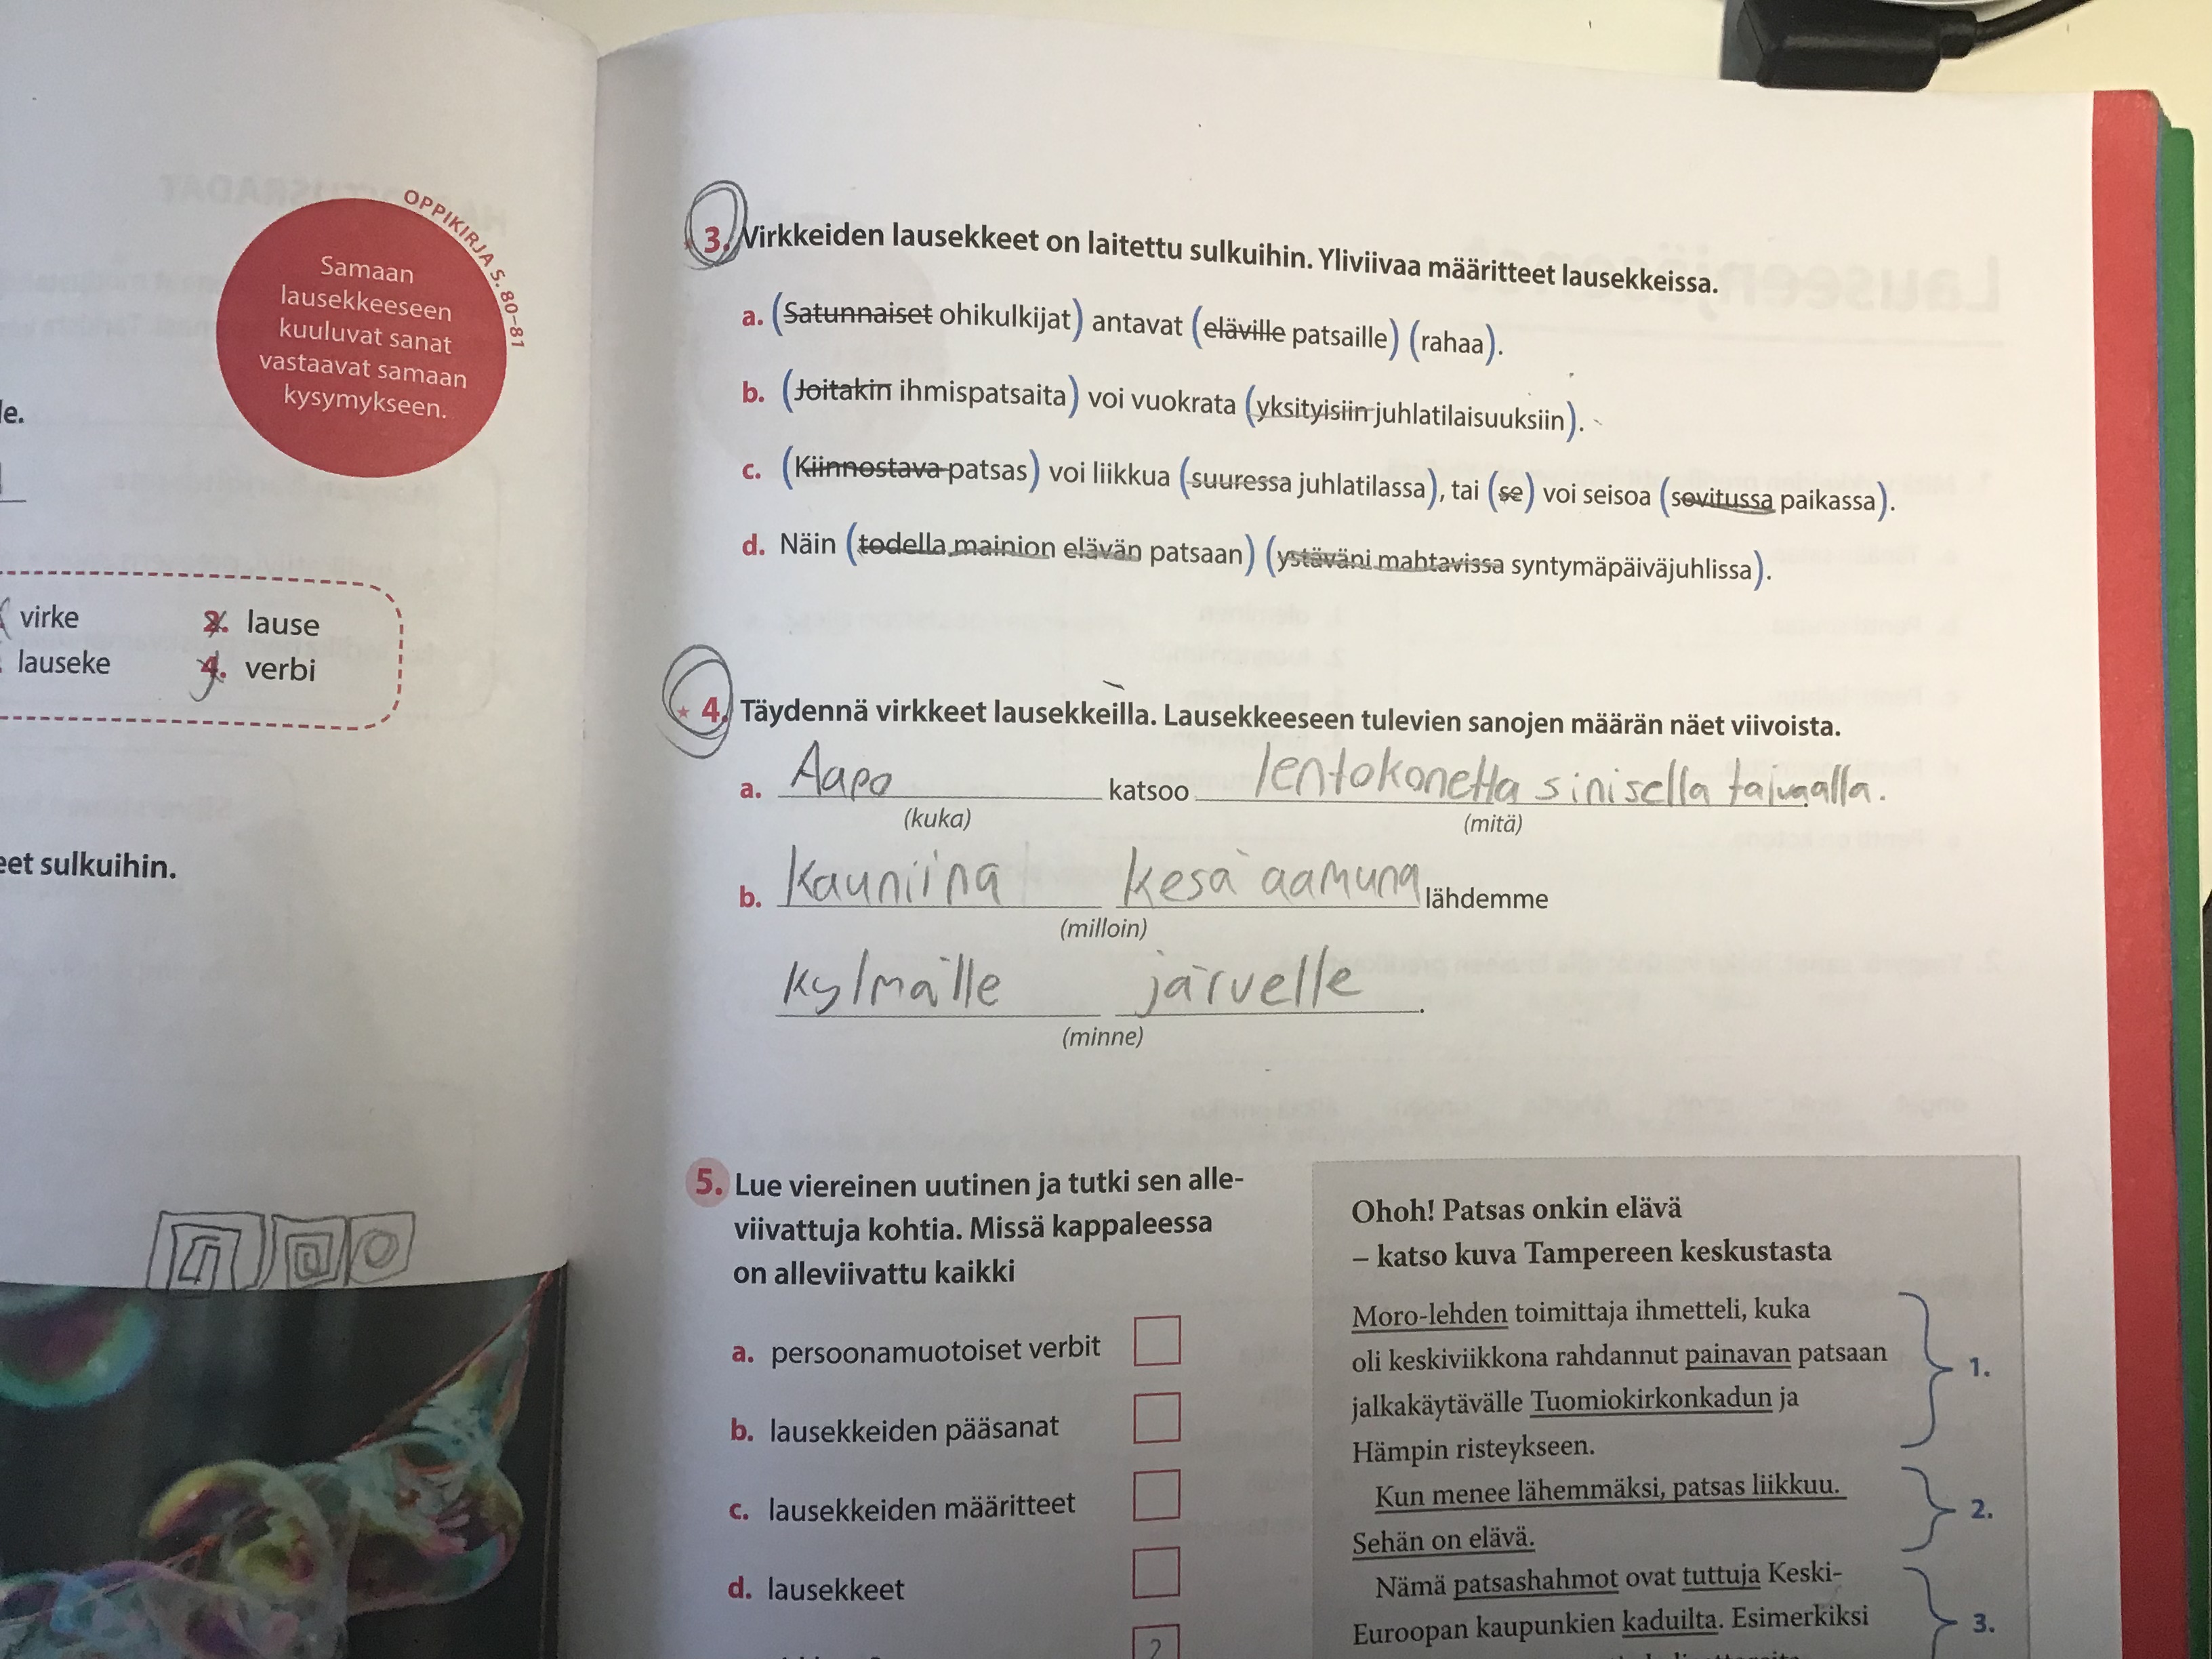 OPPIKIRJA S. 80–81
Samaan
lausekkeeseen
kuuluvat sanat
vastaavat samaan
kysymykseen.
le.
virke 2. lause
lauseke 4. verbi
eet sulkuihin.
3. Virkkeiden lausekkeet on laitettu sulkuihin. Yliviivaa määritteet lausekkeissa.
a. (Satunnaiset ohikulkijat) antavat (eläville patsaille) (rahaa).
b. (Joitakin ihmispatsaita) voi vuokrata (yksityisiin juhlatilaisuuksiin).
c. (Kiinnostava patsas) voi liikkua (suuressa juhlatilassa), tai (se) voi seisoa (sovitussa paikassa).
d. Näin (todella mainion elävän patsaan) (ystäväni mahtavissa syntymäpäiväjuhlissa).
4. Täydennä virkkeet lausekkeilla. Lausekkeeseen tulevien sanojen määrän näet viivoista.
a. Aapo katsoo lentokonetta sinisellä taivaalla.
(kuka) (mitä)
b. kauniina kesä aamuna lähdemme
(milloin)
kylmälle järvelle.
(minne)
5. Lue viereinen uutinen ja tutki sen alle-
viivattuja kohtia. Missä kappaleessa
on alleviivattu kaikki
a. persoonamuotoiset verbit
b. lausekkeiden pääsanat
c. lausekkeiden määritteet
d. lausekkeet
2
Ohoh! Patsas onkin elävä
– katso kuva Tampereen keskustasta
Moro-lehden toimittaja ihmetteli, kuka
oli keskiviikkona rahdannut painavan patsaan 1.
jalkakäytävälle Tuomiokirkonkadun ja
Hämpin risteykseen.
Kun menee lähemmäksi, patsas liikkuu. 2.
Sehän on elävä.
Nämä patsashahmot ovat tuttuja Keski-
Euroopan kaupunkien kaduilta. Esimerkiksi 3.